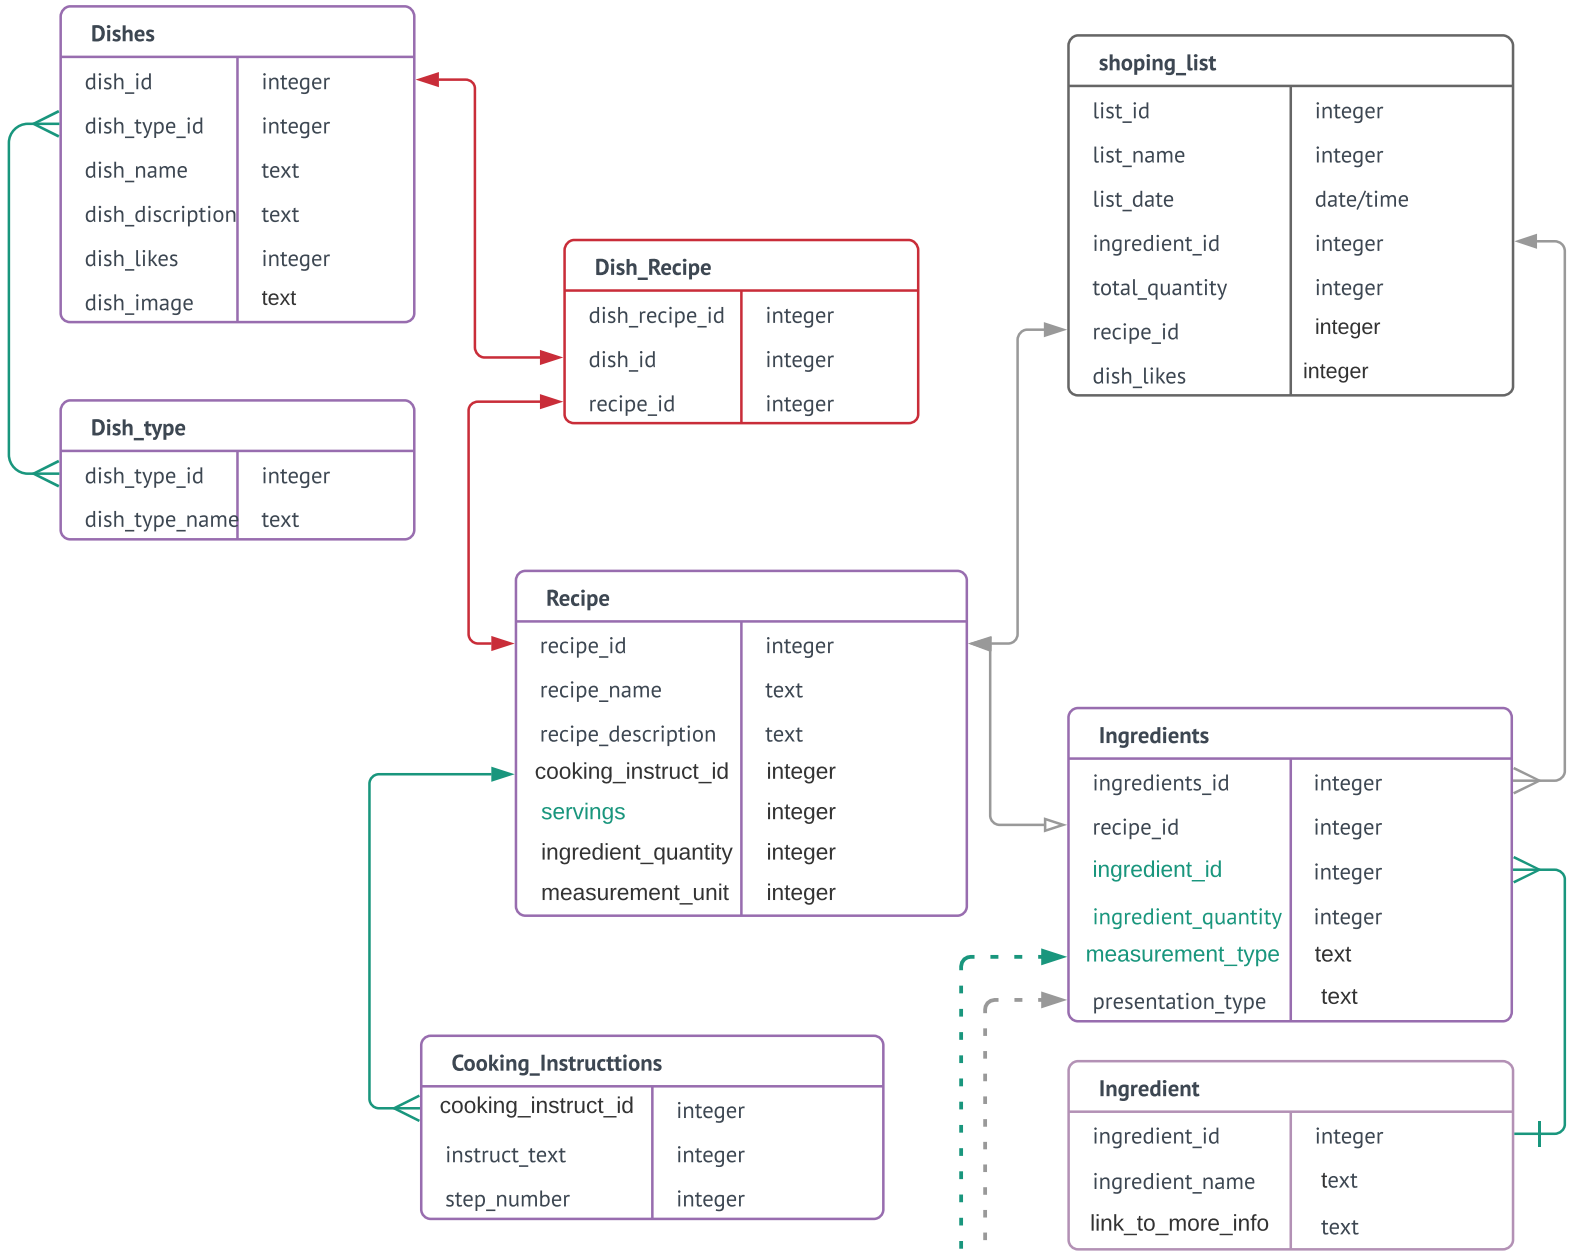 Dishes
dish_id integer
dish_type_id integer
dish_name text
dish_discription text
dish_likes integer
dish_image text
Dish_type
dish_type_id integer
dish_type_name text
Dish_Recipe
dish_recipe_id integer
dish_id integer
recipe_id integer
shoping_list
list_id integer
list_name integer
list_date date/time
ingredient_id integer
total_quantity integer
recipe_id integer
dish_likes integer
Recipe
recipe_id integer
recipe_name text
recipe_description text
cooking_instruct_id integer
servings integer
ingredient_quantity integer
measurement_unit integer
Ingredients
ingredients_id integer
recipe_id integer
ingredient_id integer
ingredient_quantity integer
measurement_type text
presentation_type text
Cooking_Instructtions
cooking_instruct_id integer
instruct_text integer
step_number integer
Ingredient
ingredient_id integer
ingredient_name text
link_to_more_info text